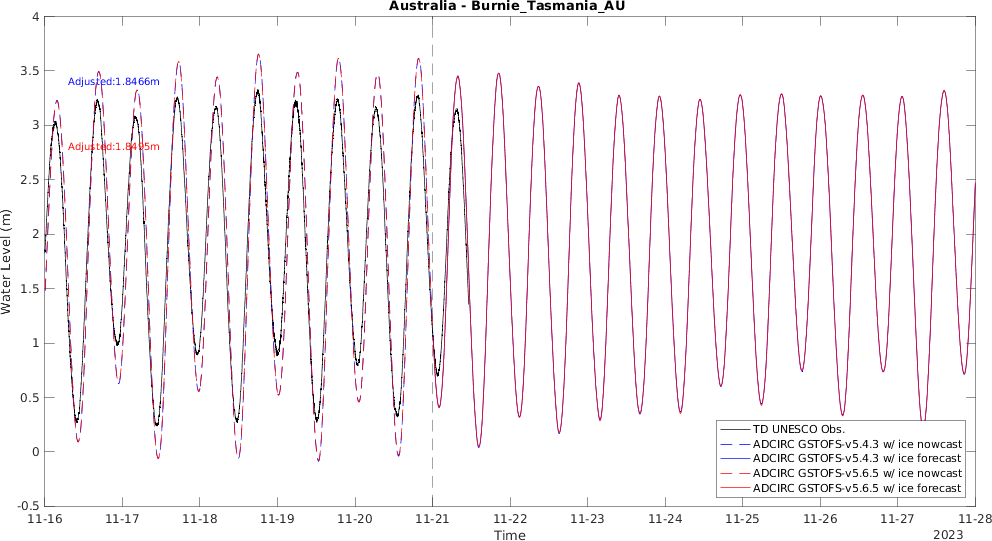 Australia - Burnie_Tasmania_AU
4
3.5
3
2.5
2
1.5
1
0.5
0
-0.5
Water Level (m)
Adjusted:1.8466m
Adjusted:1.8495m
TD UNESCO Obs.
ADCIRC GSTOFS-v5.4.3 w/ ice nowcast
ADCIRC GSTOFS-v5.4.3 w/ ice forecast
ADCIRC GSTOFS-v5.6.5 w/ ice nowcast
ADCIRC GSTOFS-v5.6.5 w/ ice forecast
11-16 11-17 11-18 11-19 11-20 11-21 11-22 11-23 11-24 11-25 11-26 11-27 11-28
Time
2023